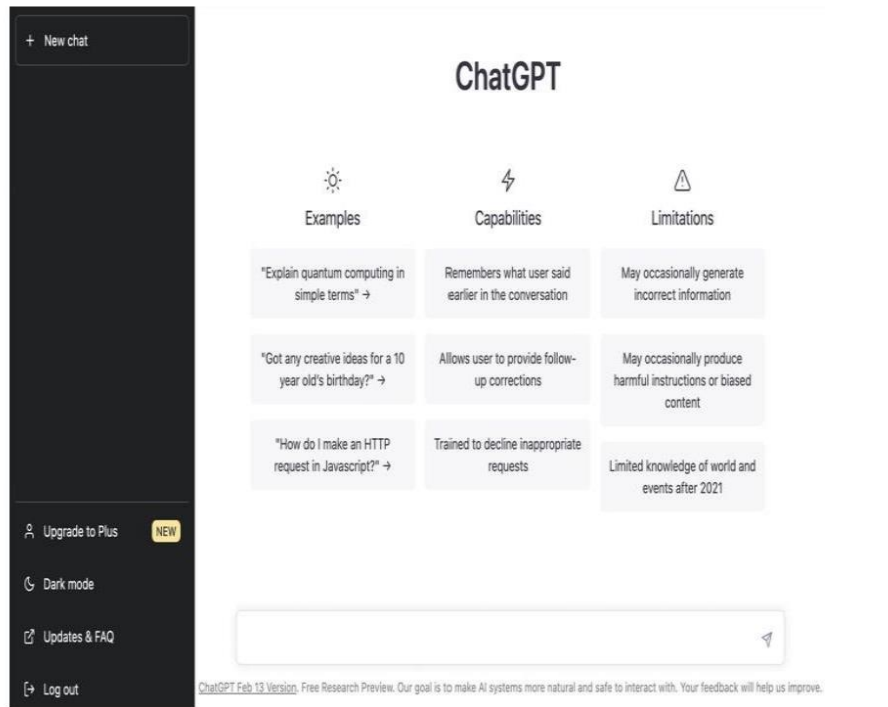 + New chat
ChatGPT
Examples
"Explain quantum computing in
simple terms" →
"Got any creative ideas for a 10
year old's birthday?" →
"How do I make an HTTP
request in Javascript?" →
Capabilities
Remembers what user said
earlier in the conversation
Allows user to provide follow-
up corrections
Trained to decline inappropriate
requests
Limitations
May occasionally generate
incorrect information
May occasionally produce
harmful instructions or biased
content
Limited knowledge of world and
events after 2021
Upgrade to Plus NEW
Dark mode
Updates & FAQ
Log out
ChatGPT Feb 13 Version. Free Research Preview. Our goal is to make AI systems more natural and safe to interact with. Your feedback will help us improve.